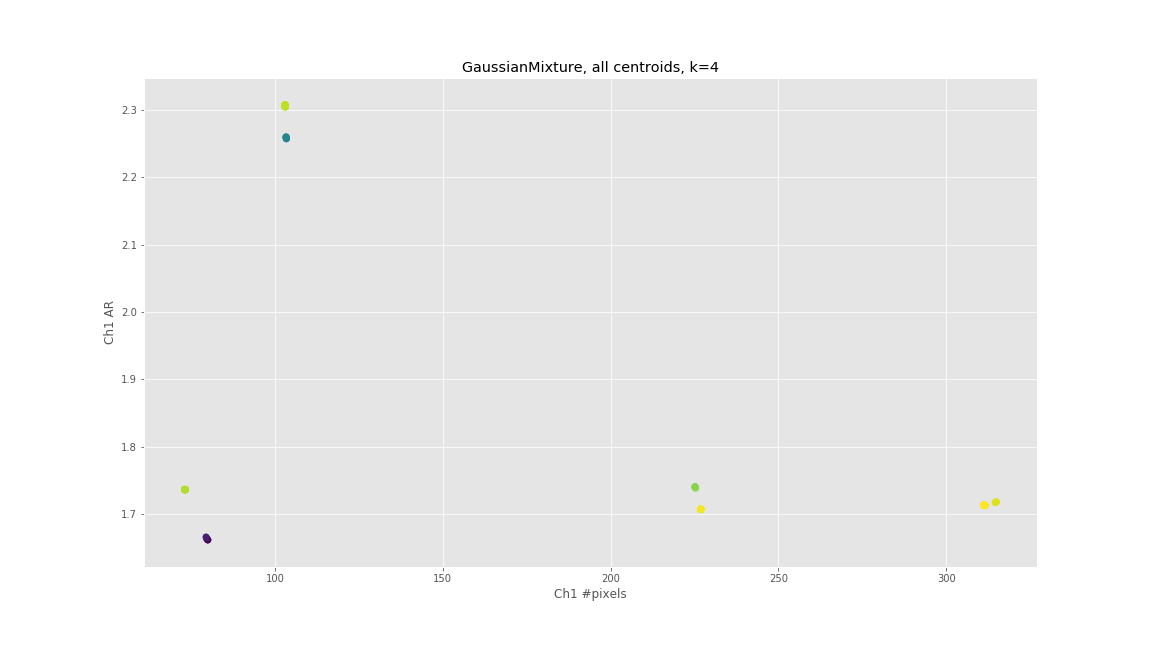 GaussianMixture, all centroids, k=4
2.3
2.2
2.1
2.0
1.9
1.8
1.7
Ch1 AR
100 150 200 250 300
Ch1 #pixels